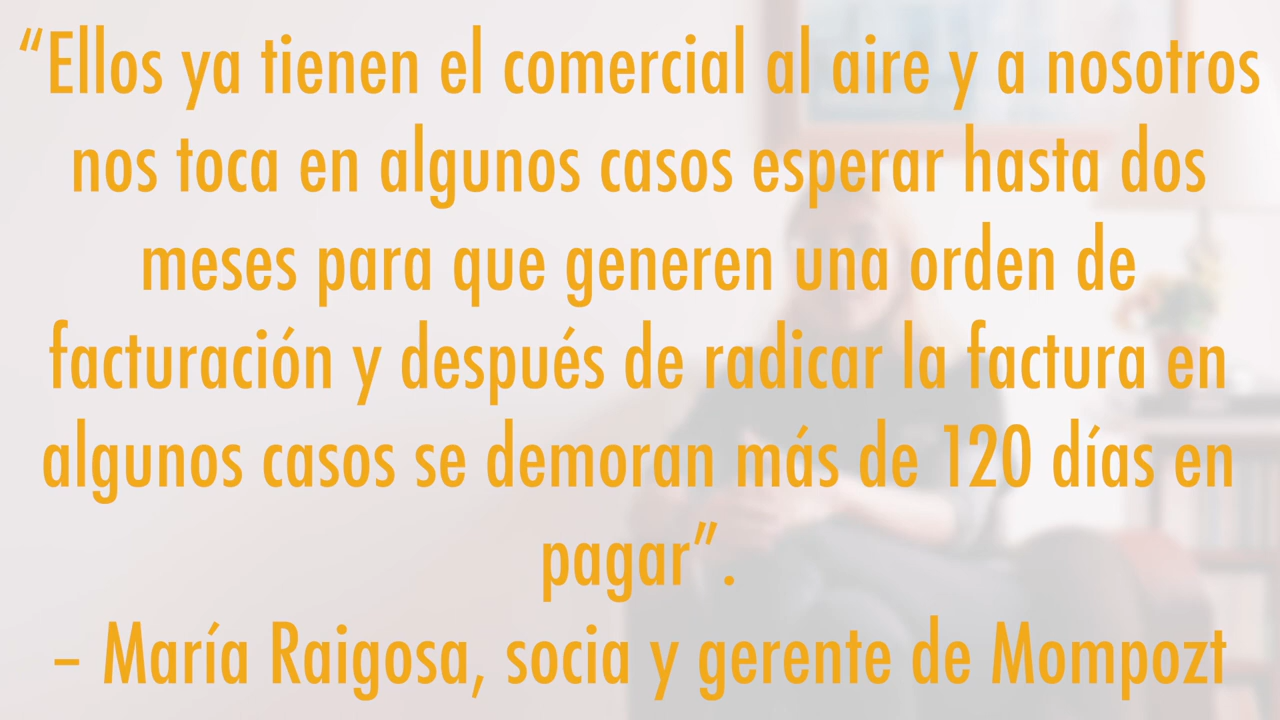 “Ellos ya tienen el comercial al aire y a nosotros
nos toca en algunos casos esperar hasta dos
meses para que generen una orden de
facturación y después de radicar la factura en
algunos casos se demoran más de 120 días en
pagar”.
– María Raigosa, socia y gerente de Mompozt